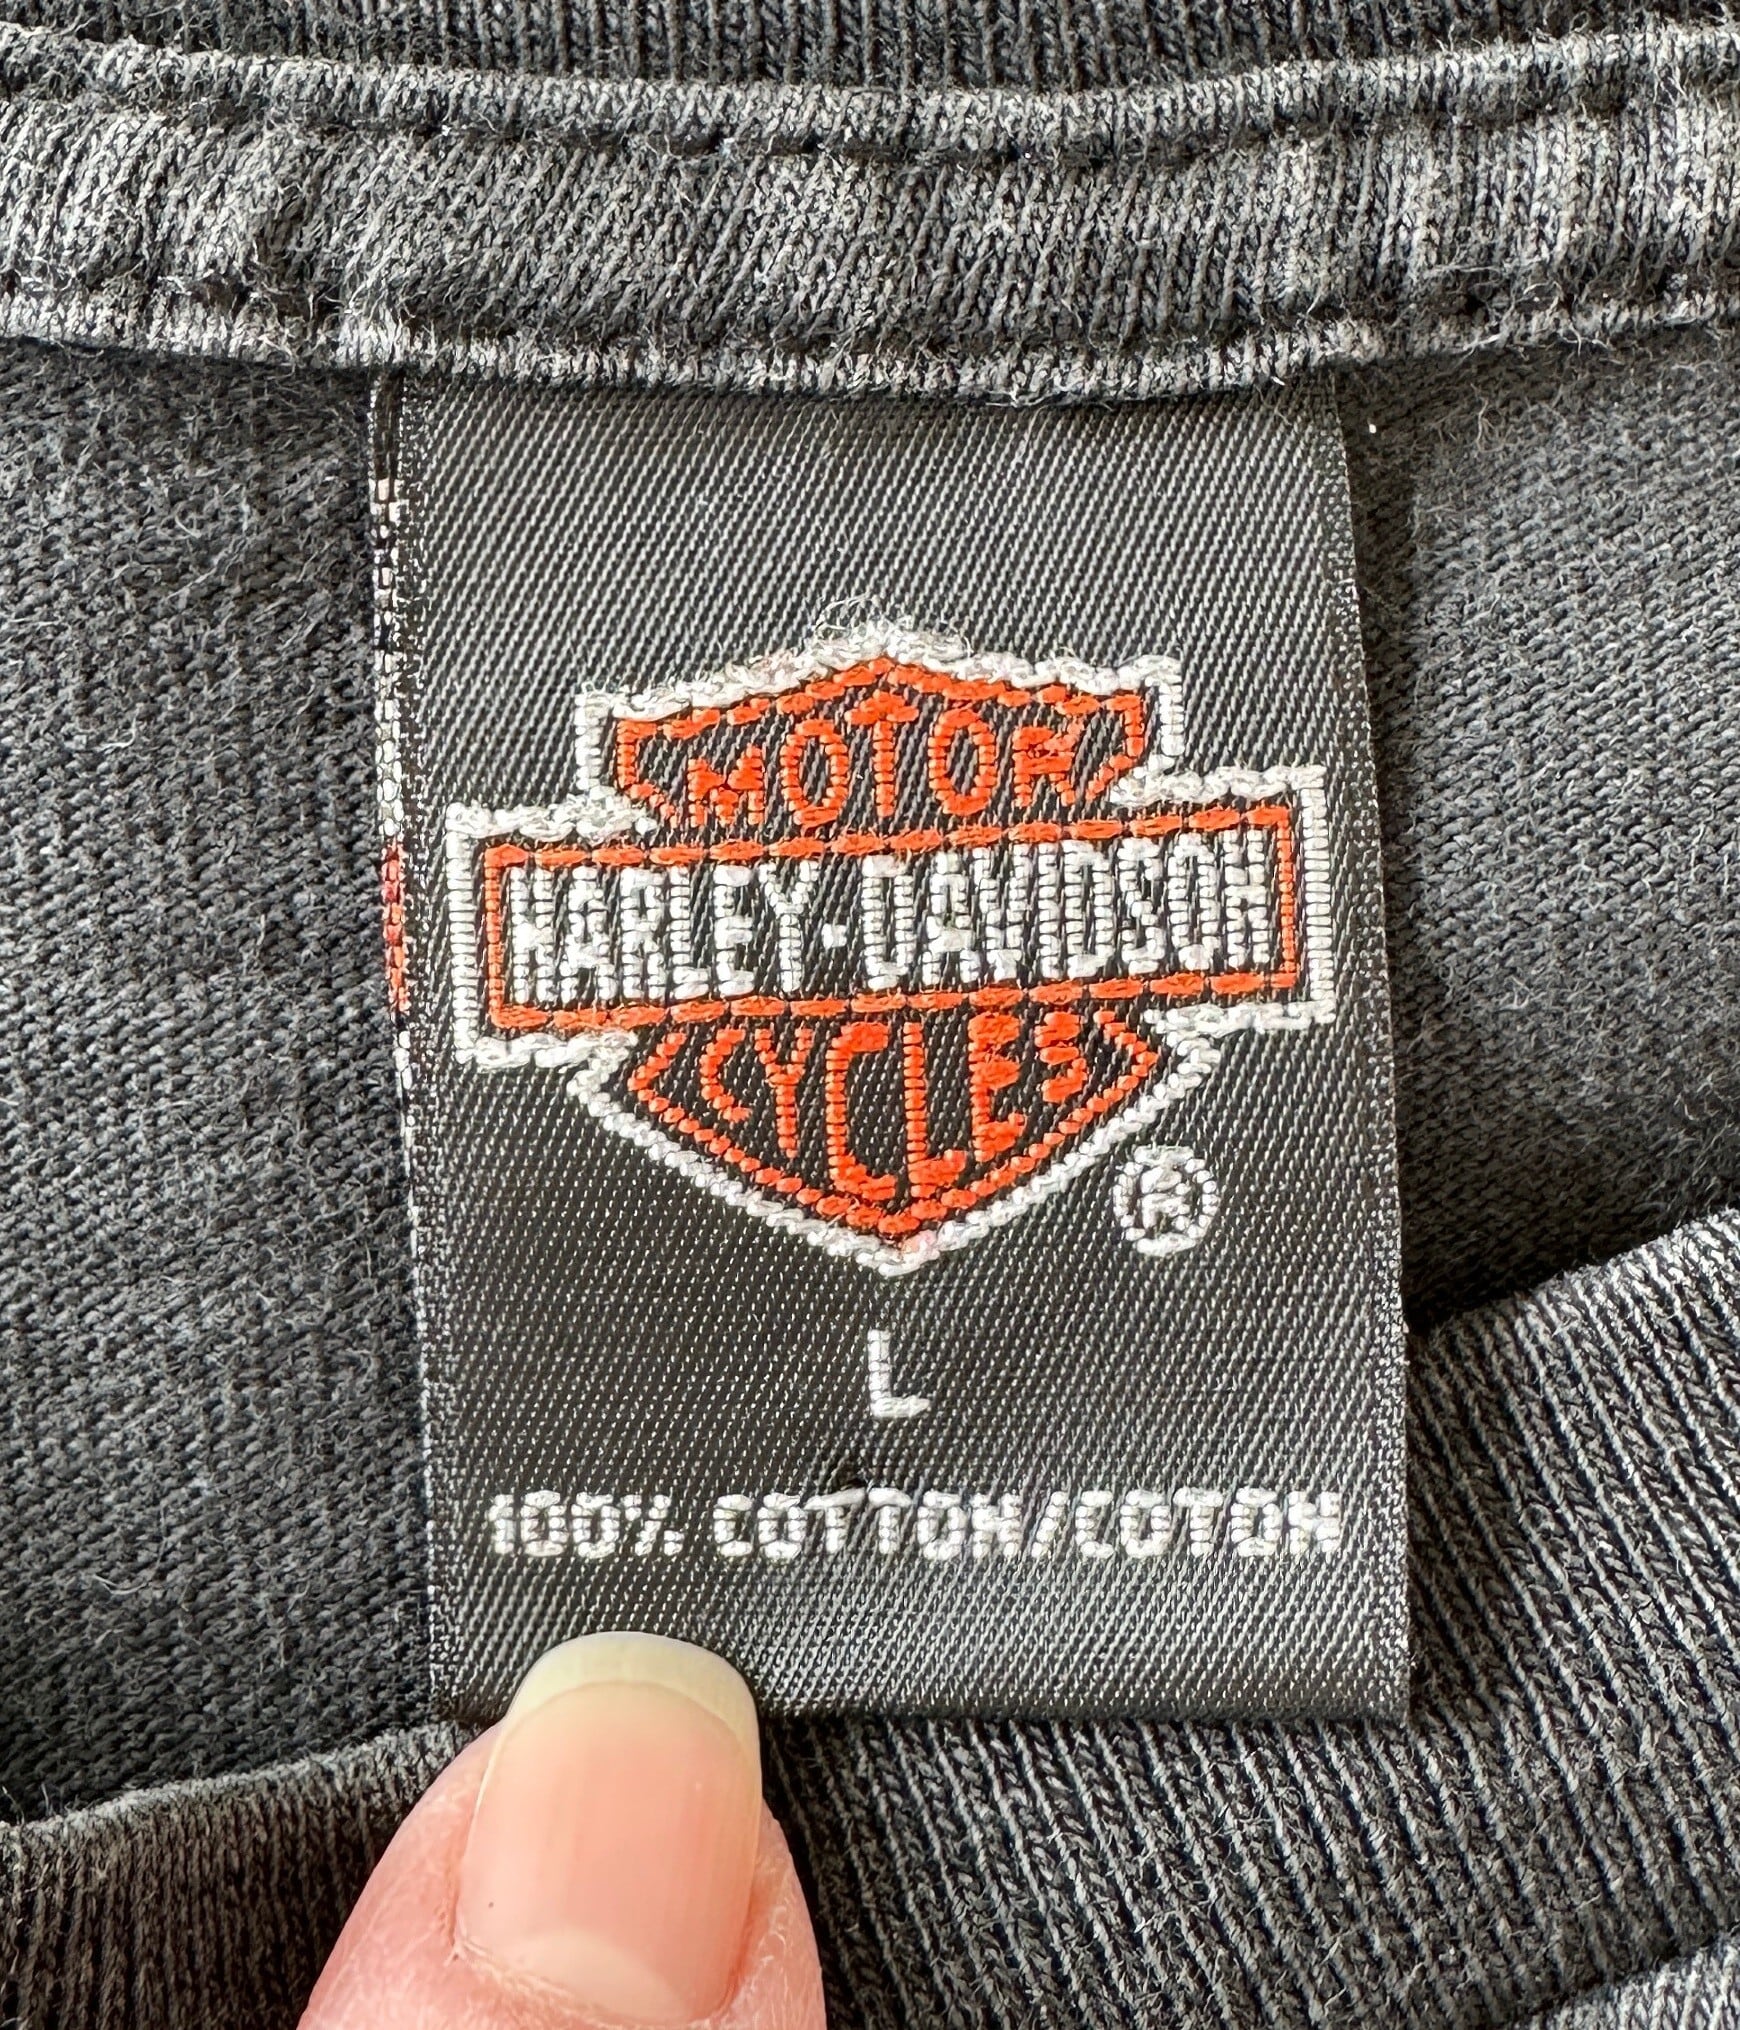 MOTOR
HARLEY-DAVIDSON
CYCLES
®
L
100% COTTON/COTON